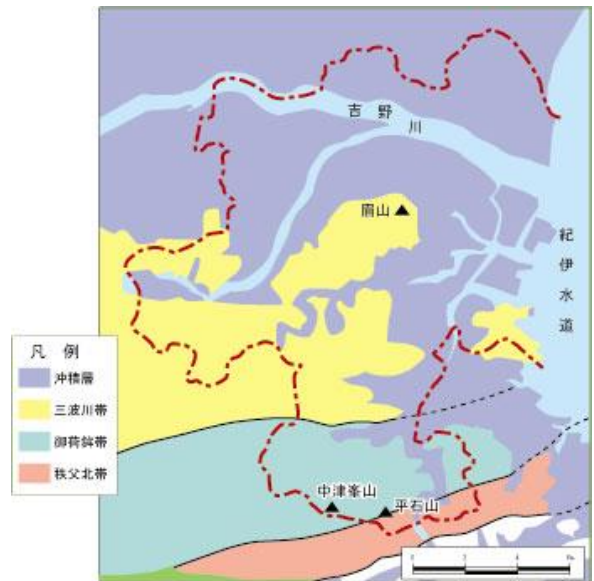 吉野川
眉山
紀伊水道
凡例
沖積層
三波川帯
御荷鉾帯
秩父北帯
中津峯山
平石山